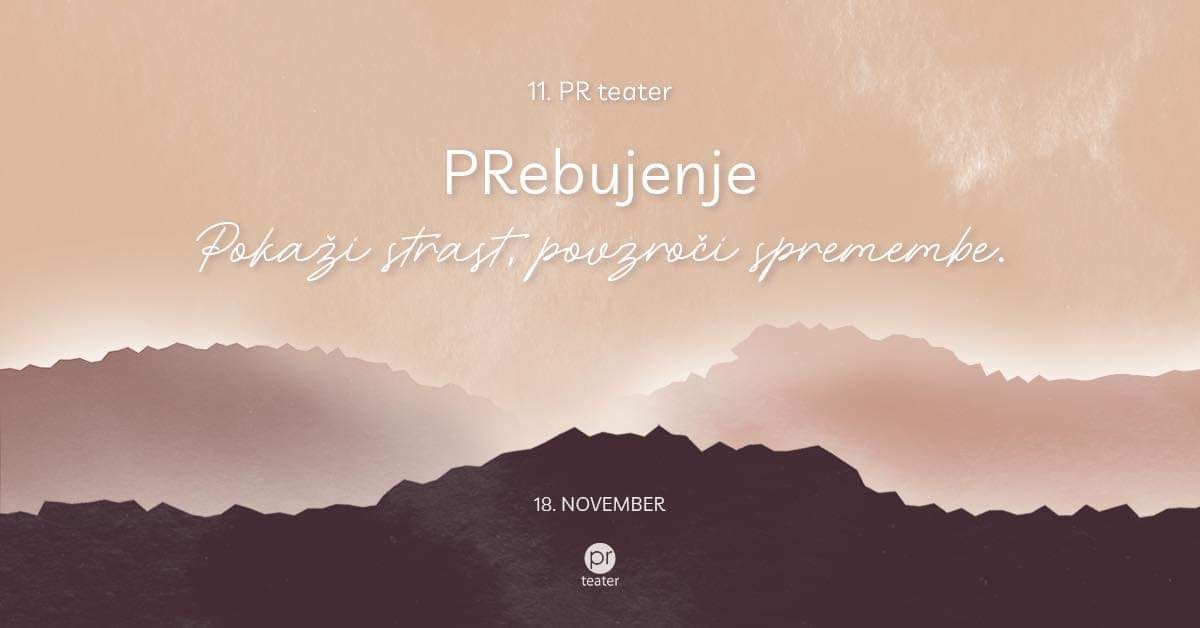 11. PR teater
PRebujenje
Pokaži strast, povzroči spremembe.
18. NOVEMBER
pr
teater